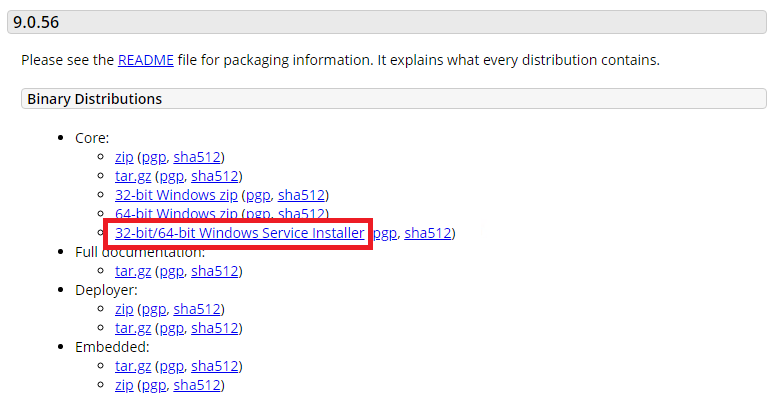 9.0.56
Please see the README file for packaging information. It explains what every distribution contains.
Binary Distributions
Core:
zip (pgp, sha512)
tar.gz (pgp, sha512)
32-bit Windows zip (pgp, sha512)
64-bit Windows zip (pgp, sha512)
32-bit/64-bit Windows Service Installer (pgp, sha512)
Full documentation:
tar.gz (pgp, sha512)
Deployer:
zip (pgp, sha512)
tar.gz (pgp, sha512)
Embedded:
tar.gz (pgp, sha512)
zip (pgp, sha512)